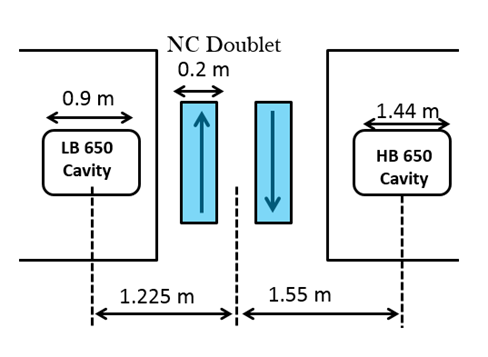 NC Doublet
0.2 m
0.9 m
1.44 m
LB 650
Cavity
HB 650
Cavity
1.225 m
1.55 m